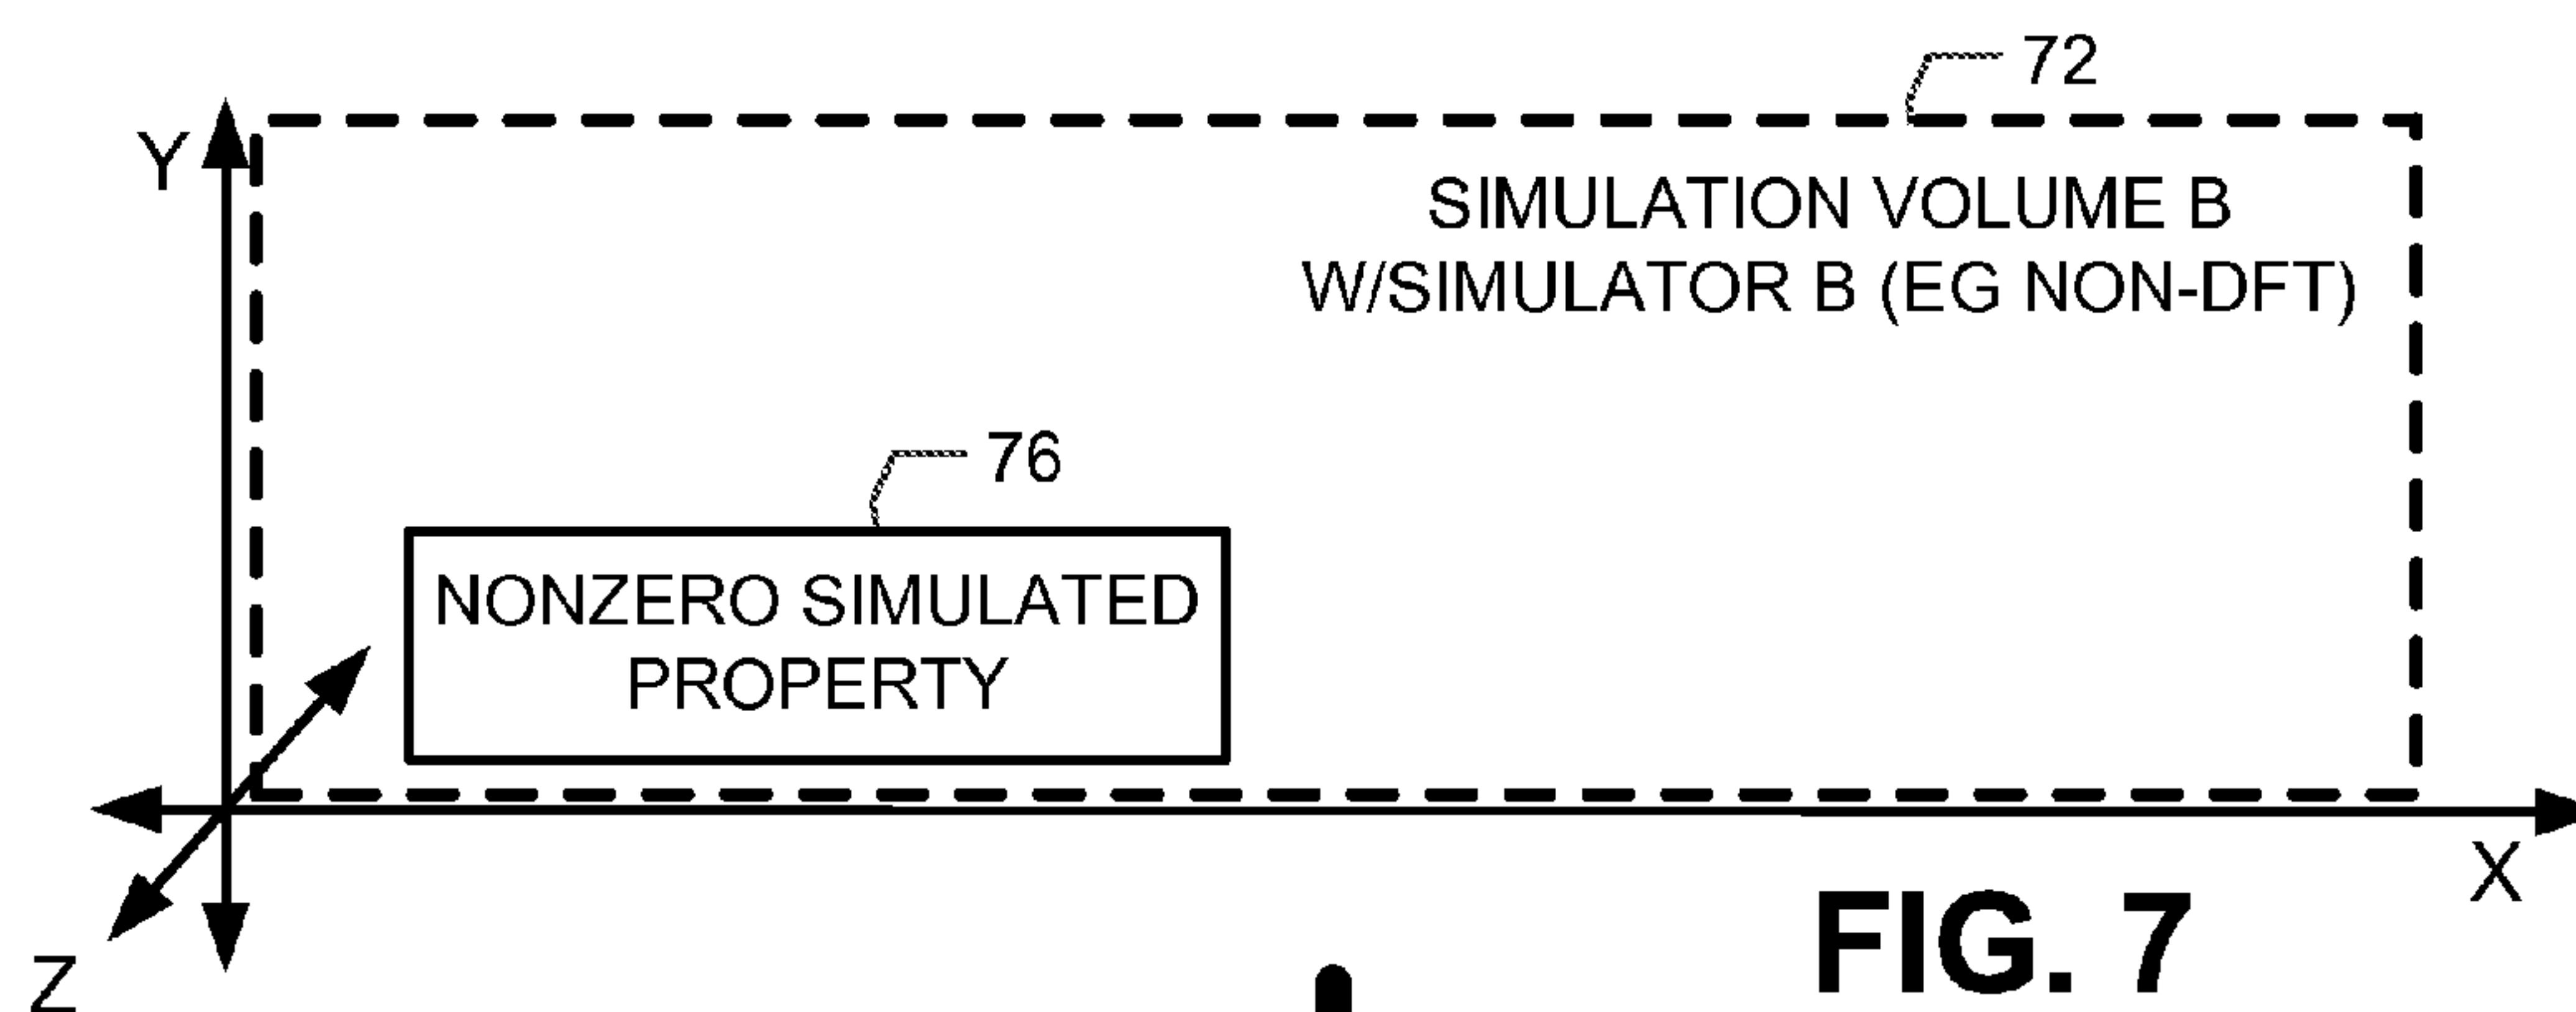 72
Y
SIMULATION VOLUME B
W/SIMULATOR B (EG NON-DFT)
76
NONZERO SIMULATED
PROPERTY
X
FIG. 7
Z